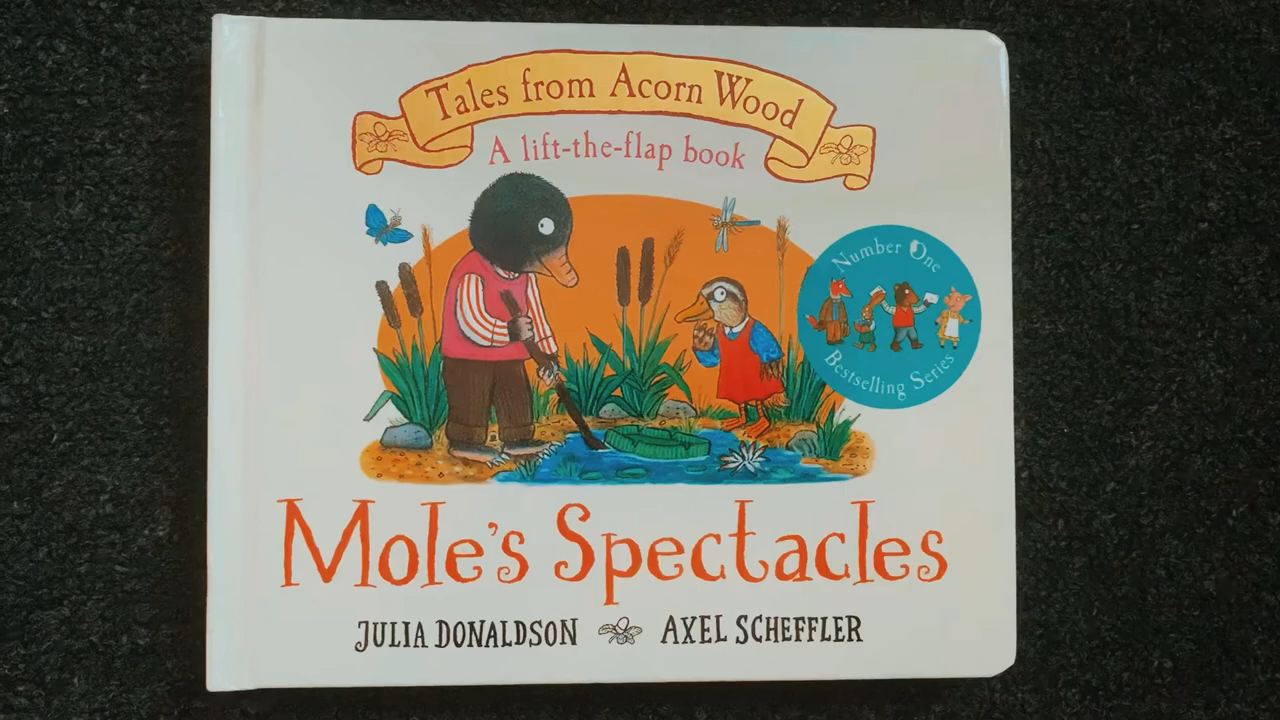 Tales from Acorn Wood
A lift-the-flap book
Number One
Bestselling Series
Mole's Spectacles
JULIA DONALDSON
AXEL SCHEFFLER